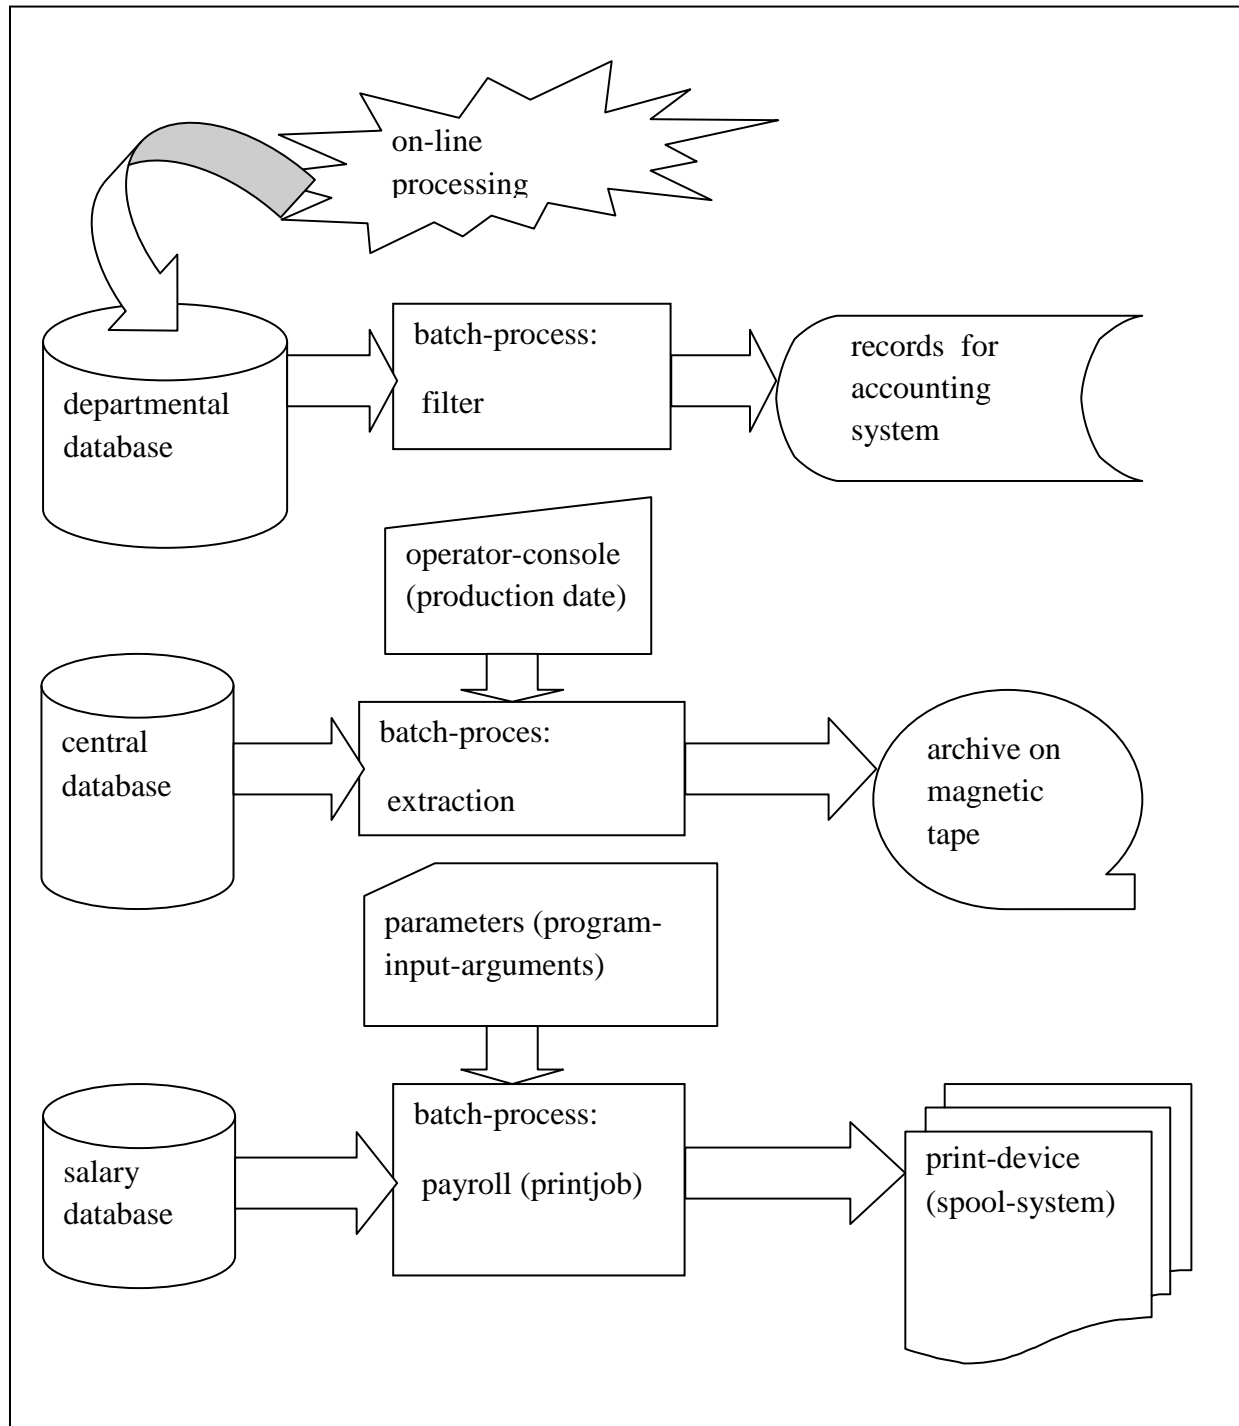 on-line
processing
departmental
database
batch-process:
filter
records for
accounting
system
operator-console
(production date)
central
database
batch-proces:
extraction
archive on
magnetic
tape
parameters (program-
input-arguments)
salary
database
batch-process:
payroll (printjob)
print-device
(spool-system)